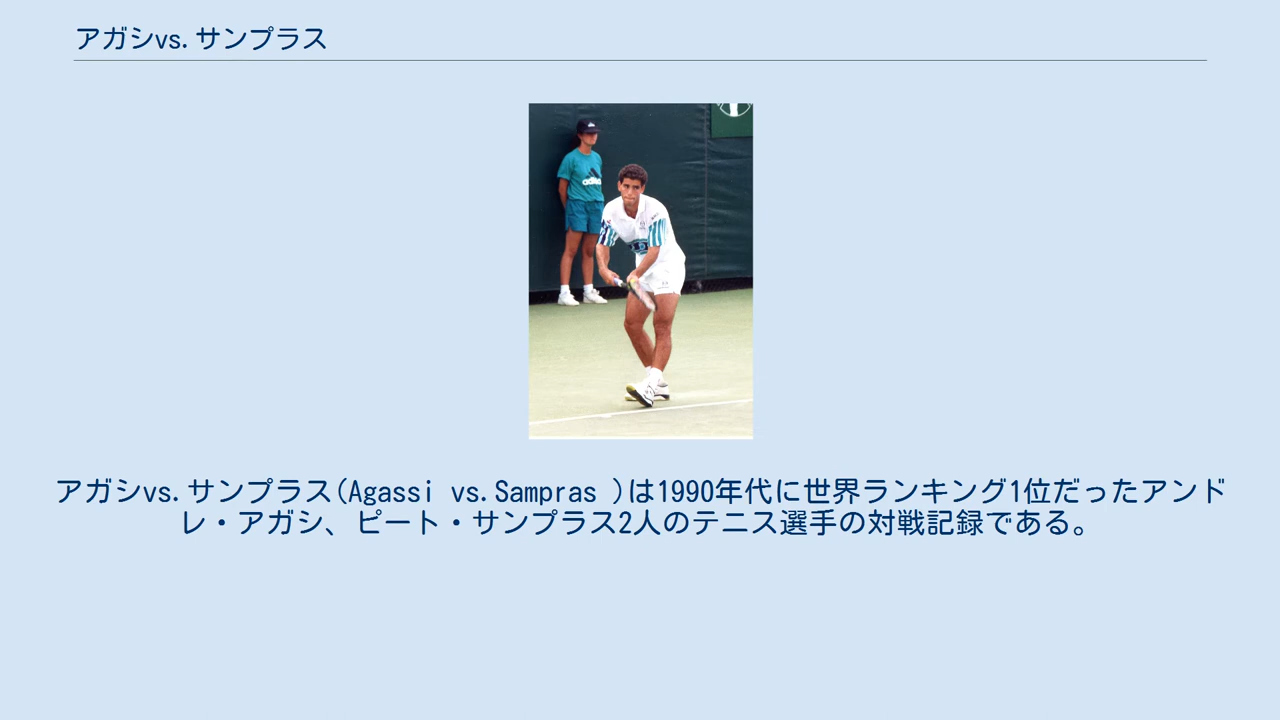 アガシvs.サンプラス
adidas
アガシvs.サンプラス(Agassi vs.Sampras )は1990年代に世界ランキング1位だったアンド
レ・アガシ、ピート・サンプラス2人のテニス選手の対戦記録である。